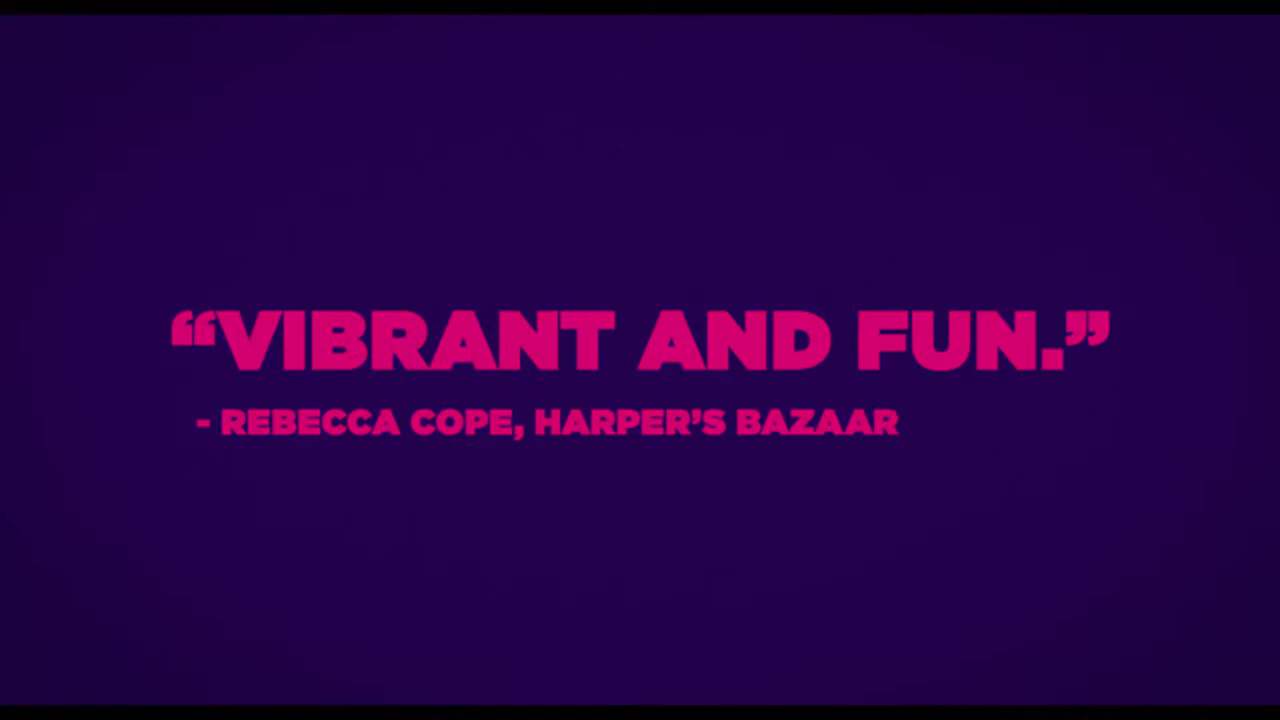 “VIBRANT AND FUN.”
- REBECCA COPE, HARPER’S BAZAAR